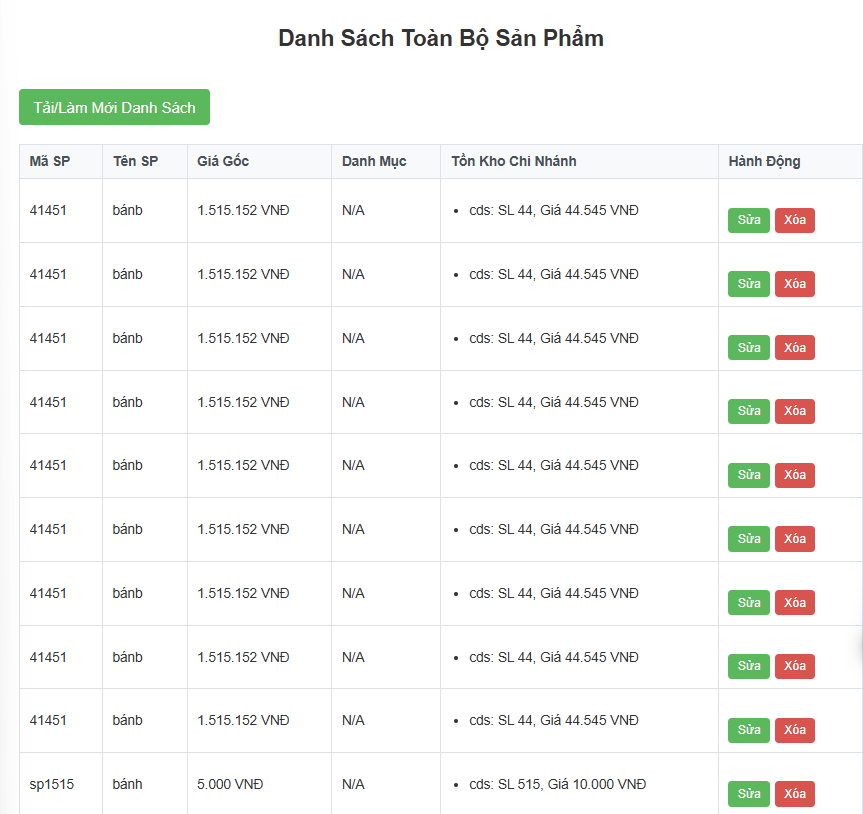 Danh Sách Toàn Bộ Sản Phẩm
Tải/Làm Mới Danh Sách
Mã SP Tên SP Giá Gốc Danh Mục Tồn Kho Chi Nhánh Hành Động
41451 bánb 1.515.152 VNĐ N/A • cds: SL 44, Giá 44.545 VNĐ Sửa Xóa
41451 bánb 1.515.152 VNĐ N/A • cds: SL 44, Giá 44.545 VNĐ Sửa Xóa
41451 bánb 1.515.152 VNĐ N/A • cds: SL 44, Giá 44.545 VNĐ Sửa Xóa
41451 bánb 1.515.152 VNĐ N/A • cds: SL 44, Giá 44.545 VNĐ Sửa Xóa
41451 bánb 1.515.152 VNĐ N/A • cds: SL 44, Giá 44.545 VNĐ Sửa Xóa
41451 bánb 1.515.152 VNĐ N/A • cds: SL 44, Giá 44.545 VNĐ Sửa Xóa
41451 bánb 1.515.152 VNĐ N/A • cds: SL 44, Giá 44.545 VNĐ Sửa Xóa
41451 bánb 1.515.152 VNĐ N/A • cds: SL 44, Giá 44.545 VNĐ Sửa Xóa
41451 bánb 1.515.152 VNĐ N/A • cds: SL 44, Giá 44.545 VNĐ Sửa Xóa
sp1515 bánh 5.000 VNĐ N/A • cds: SL 515, Giá 10.000 VNĐ Sửa Xóa